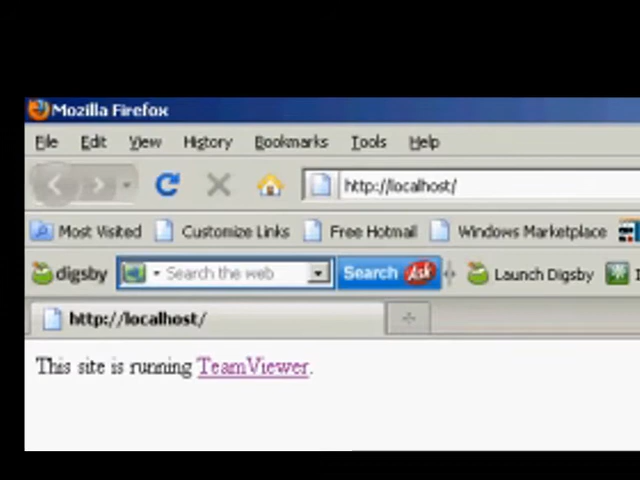 Mozilla Firefox
File Edit View History Bookmarks Tools Help
http://localhost/
Most Visited Customize Links Free Hotmail Windows Marketplace
digsby Search the web Search Ask Launch Digsby
http://localhost/
This site is running TeamViewer.